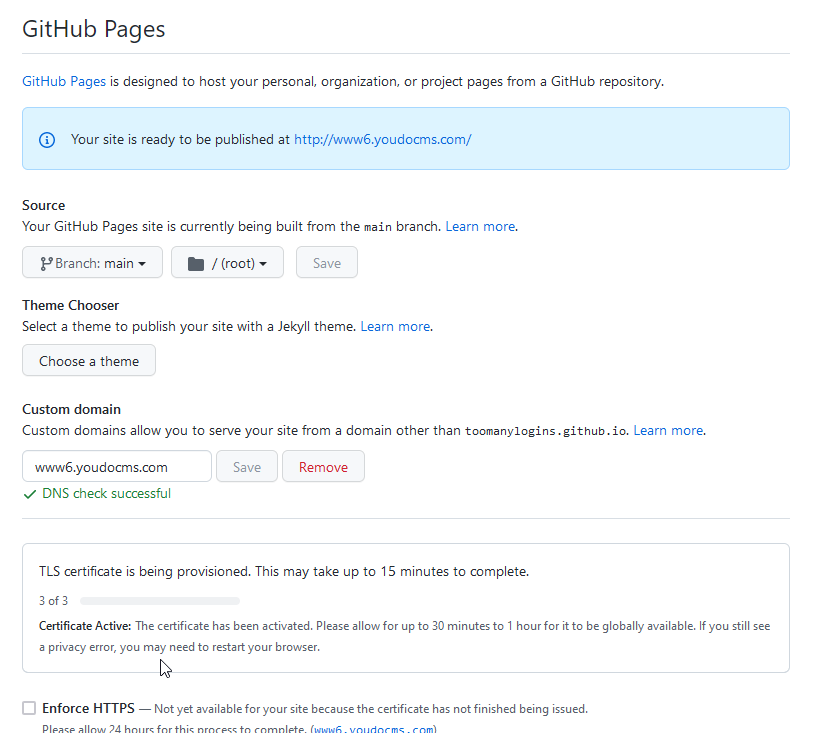 GitHub Pages
GitHub Pages is designed to host your personal, organization, or project pages from a GitHub repository.
Your site is ready to be published at http://www6.youdocms.com/
Source
Your GitHub Pages site is currently being built from the main branch. Learn more.
Branch: main
/ (root)
Save
Theme Chooser
Select a theme to publish your site with a Jekyll theme. Learn more.
Choose a theme
Custom domain
Custom domains allow you to serve your site from a domain other than toomanylogins.github.io. Learn more.
www6.youdocms.com
Save
Remove
DNS check successful
TLS certificate is being provisioned. This may take up to 15 minutes to complete.
3 of 3
Certificate Active: The certificate has been activated. Please allow for up to 30 minutes to 1 hour for it to be globally available. If you still see
a privacy error, you may need to restart your browser.
Enforce HTTPS — Not yet available for your site because the certificate has not finished being issued.
Please allow 24 hours for this process to complete. (www6.youdocms.com)